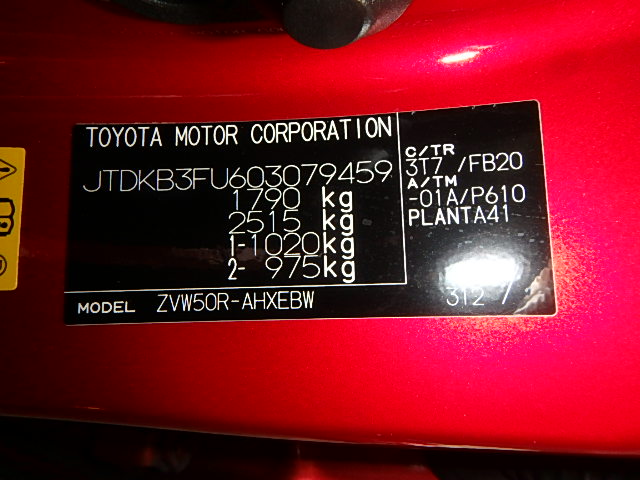 TOYOTA MOTOR CORPORATION
JTDKB3FU603079459
1790 kg
2515 kg
1-1020kg
2- 975kg
C/TR
3T7 /FB20
A/TM
-01A/P610
PLANTA41
MODEL ZVW50R-AHXEBW
312 /